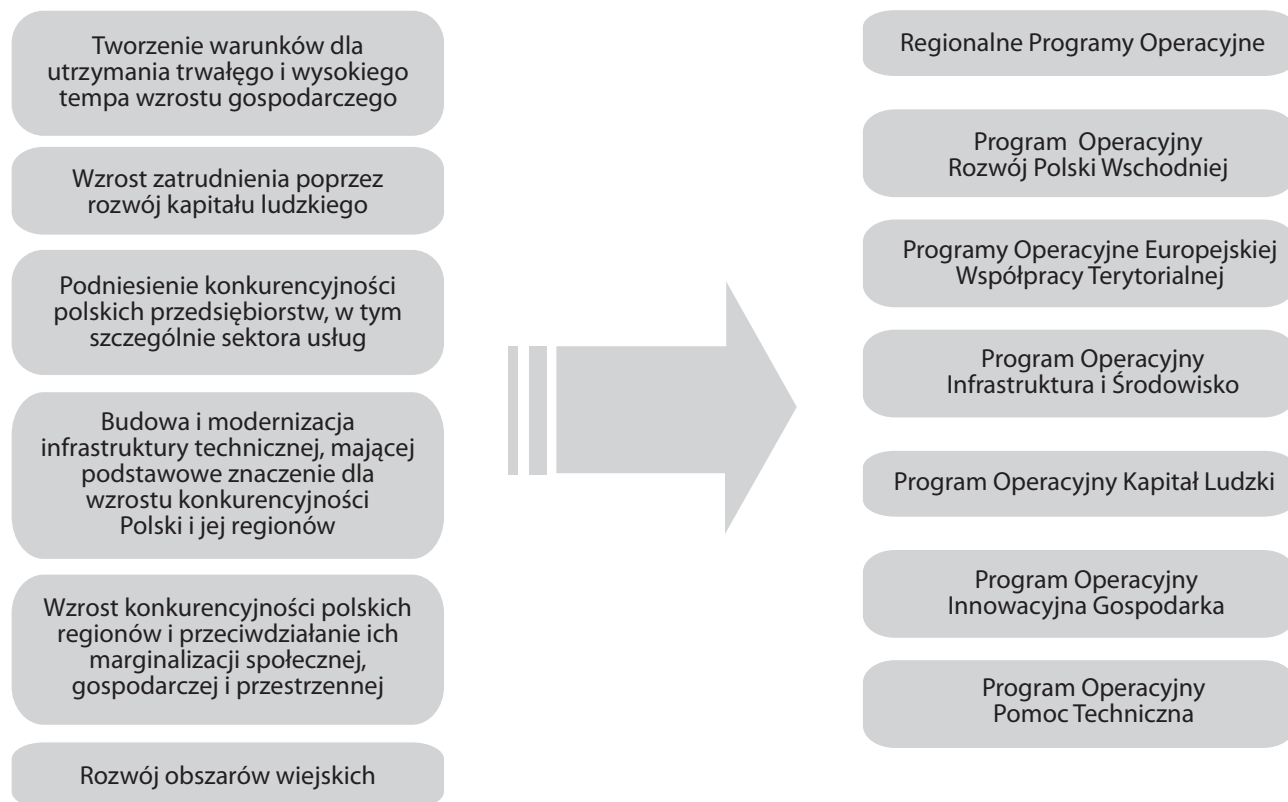 Tworzenie warunków dla
utrzymania trwałęgo i wysokiego
tempa wzrostu gospodarczego
Wzrost zatrudnienia poprzez
rozwój kapitału ludzkiego
Podniesienie konkurencyjności
polskich przedsiębiorstw, w tym
szczególnie sektora usług
Budowa i modernizacja
infrastruktury technicznej, mającej
podstawowe znaczenie dla
wzrostu konkurencyjności
Polski i jej regionów
Wzrost konkurencyjności polskich
regionów i przeciwdziałanie ich
marginalizacji społecznej,
gospodarczej i przestrzennej
Rozwój obszarów wiejskich
Regionalne Programy Operacyjne
Program Operacyjny
Rozwój Polski Wschodniej
Programy Operacyjne Europejskiej
Współpracy Terytorialnej
Program Operacyjny
Infrastruktura i Środowisko
Program Operacyjny Kapitał Ludzki
Program Operacyjny
Innowacyjna Gospodarka
Program Operacyjny
Pomoc Techniczna